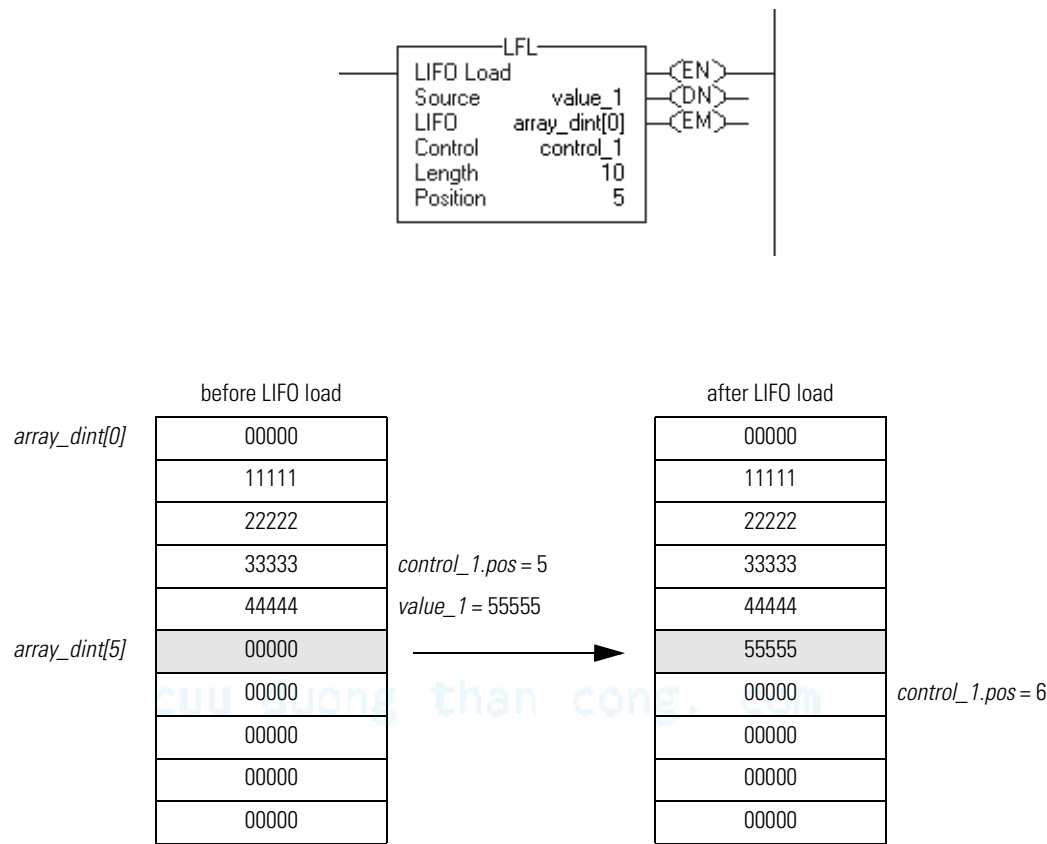 LFL
LIFO Load
Source value_1
LIFO array_dint[0]
Control control_1
Length 10
Position 5
EN
DN
EM
before LIFO load
after LIFO load
array_dint[0] 00000 00000
11111 11111
22222 22222
33333 control_1.pos = 5 33333
44444 value_1 = 55555 44444
array_dint[5] 00000 55555
00000 00000 control_1.pos = 6
cuu duong than cong. com
00000 00000
00000 00000
00000 00000